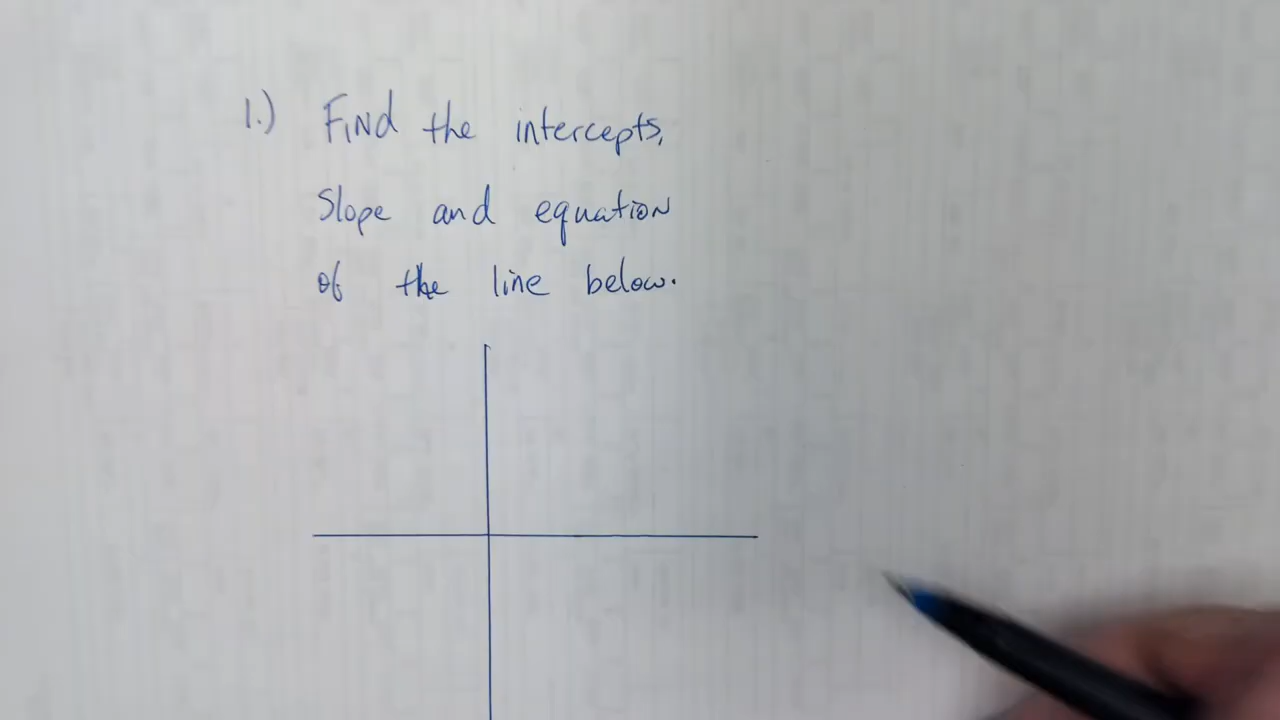 1.) Find the intercepts,
Slope and equation
of the line below.